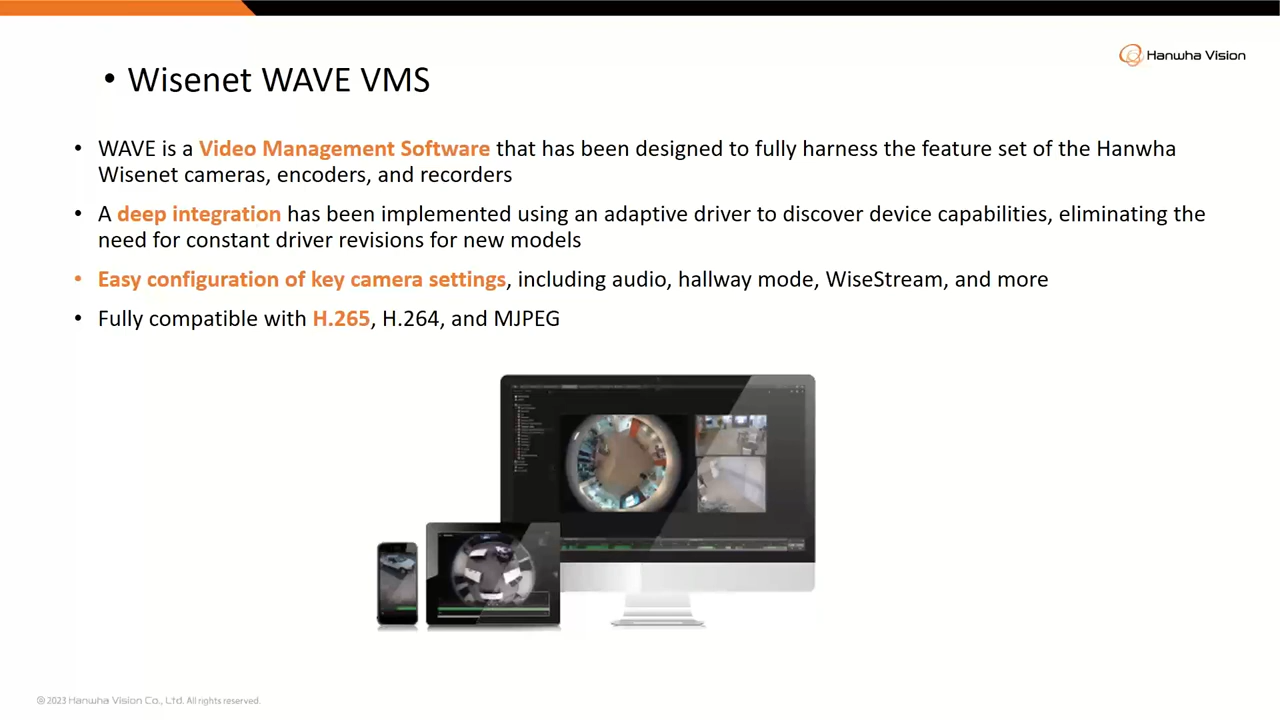 Hanwha Vision
• Wisenet WAVE VMS
• WAVE is a Video Management Software that has been designed to fully harness the feature set of the Hanwha
Wisenet cameras, encoders, and recorders
• A deep integration has been implemented using an adaptive driver to discover device capabilities, eliminating the
need for constant driver revisions for new models
• Easy configuration of key camera settings, including audio, hallway mode, WiseStream, and more
• Fully compatible with H.265, H.264, and MJPEG
©2023 Hanwha Vision Co., Ltd. All rights reserved.